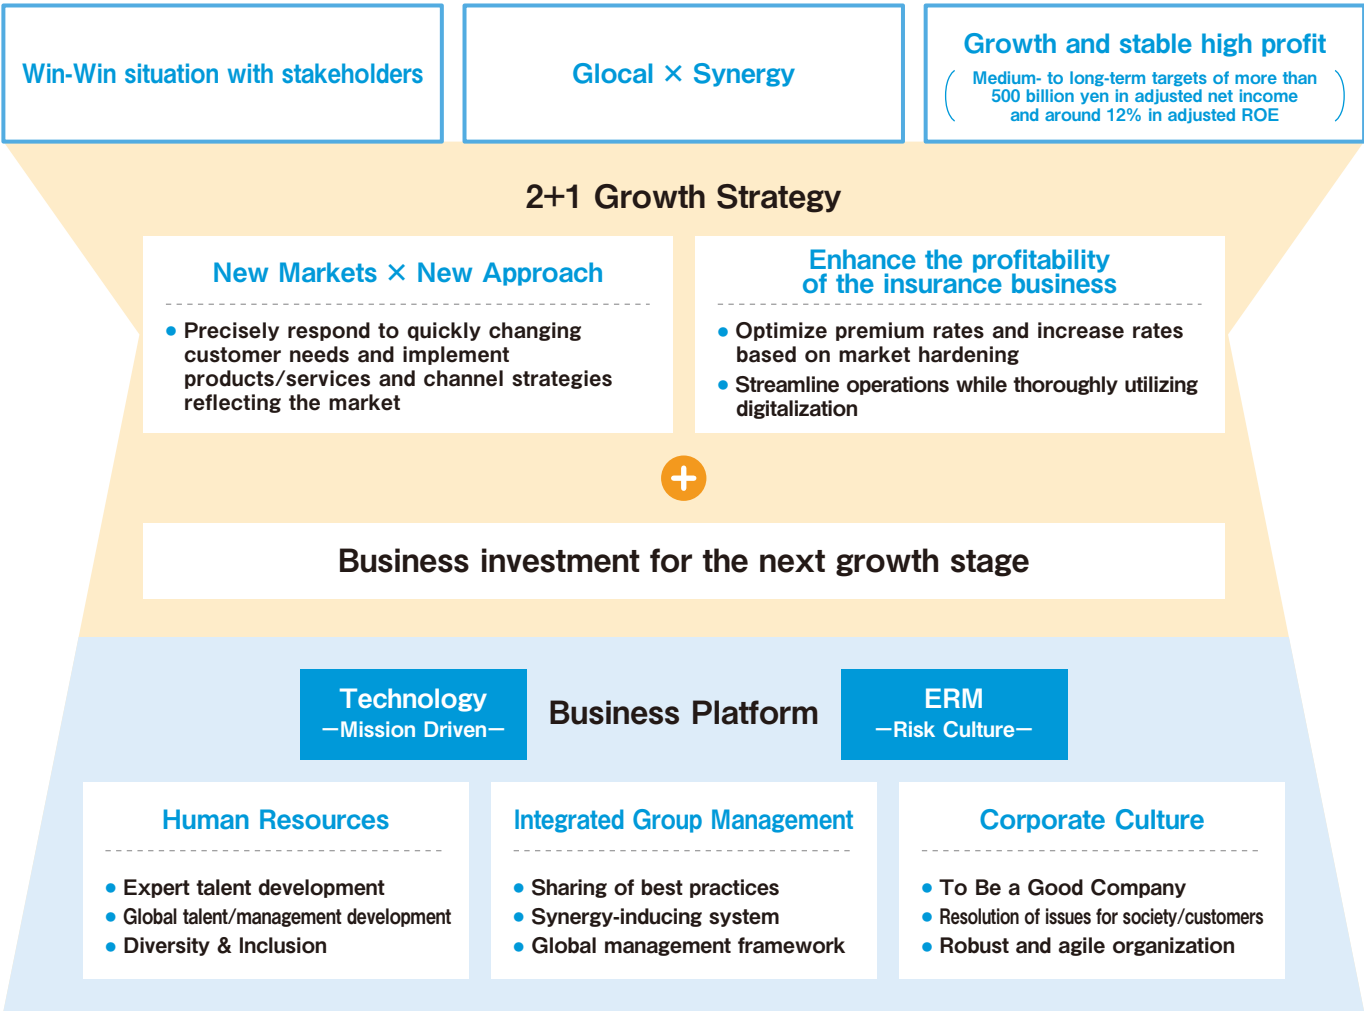 Win-Win situation with stakeholders
Glocal × Synergy
Growth and stable high profit
( Medium- to long-term targets of more than
500 billion yen in adjusted net income
and around 12% in adjusted ROE )
2+1 Growth Strategy
New Markets × New Approach
● Precisely respond to quickly changing
customer needs and implement
products/services and channel strategies
reflecting the market
Enhance the profitability
of the insurance business
● Optimize premium rates and increase rates
based on market hardening
● Streamline operations while thoroughly utilizing
digitalization
+
Business investment for the next growth stage
Technology
—Mission Driven—
Business Platform
ERM
—Risk Culture—
Human Resources
● Expert talent development
● Global talent/management development
● Diversity & Inclusion
Integrated Group Management
● Sharing of best practices
● Synergy-inducing system
● Global management framework
Corporate Culture
● To Be a Good Company
● Resolution of issues for society/customers
● Robust and agile organization